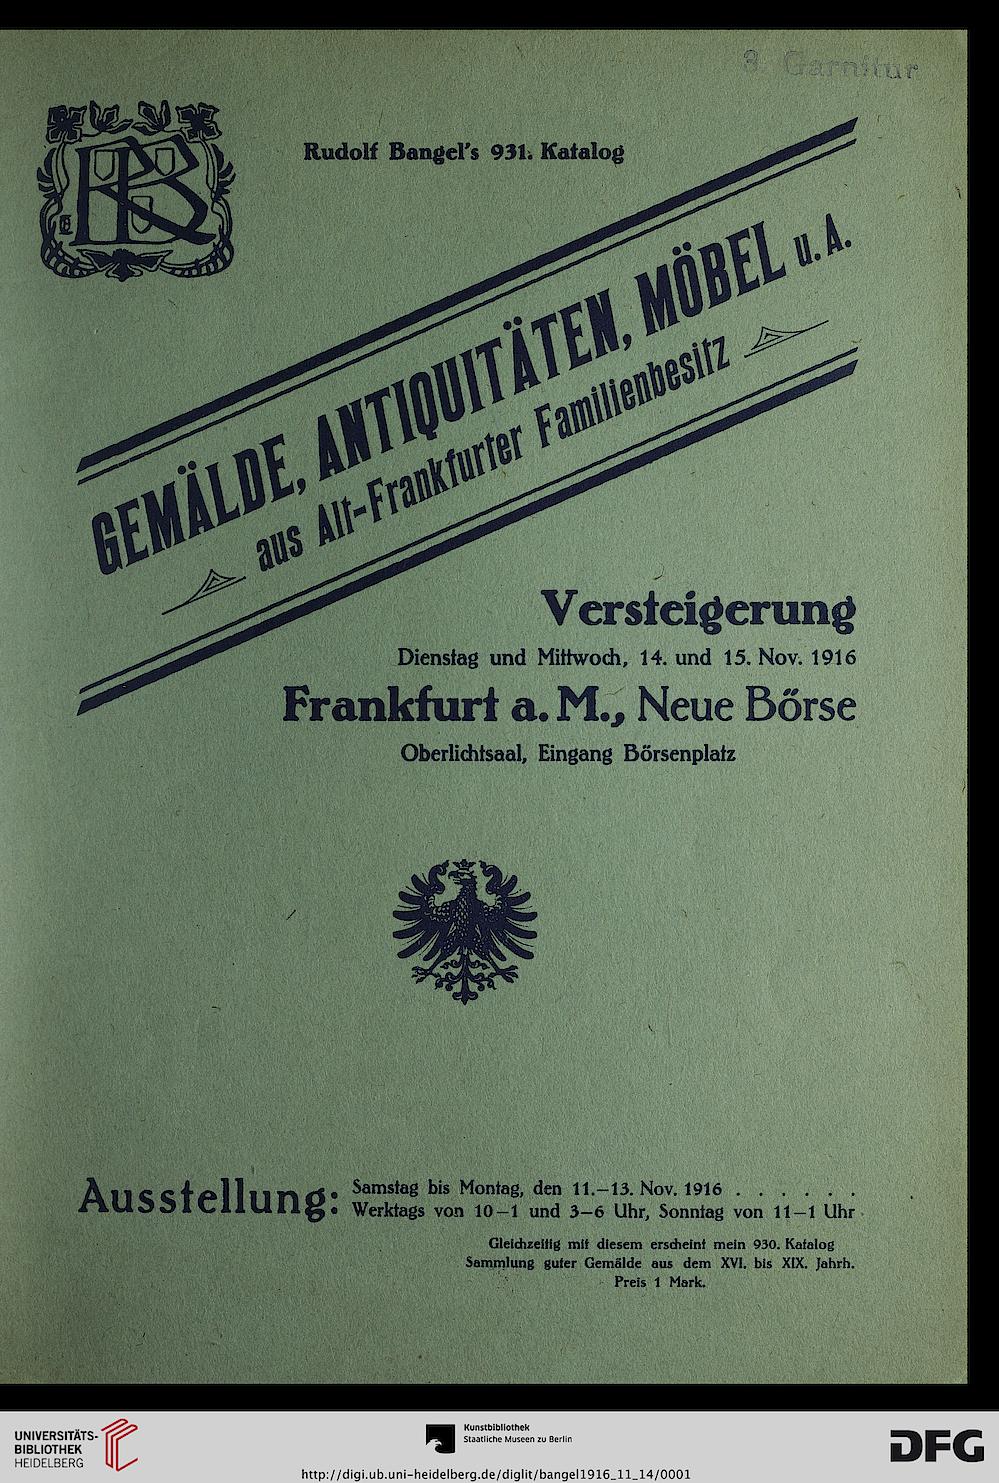 3. Garnitur
RB
Rudolf Bangel's 931. Katalog
GEMÄLDE, ANTIQUITÄTEN, MÖBEL u. A.
aus Alt-Frankfurter Familienbesitz
Versteigerung
Dienstag und Mittwoch, 14. und 15. Nov. 1916
Frankfurt a. M., Neue Börse
Oberlichtsaal, Eingang Börsenplatz
Ausstellung:
Samstag bis Montag, den 11.–13. Nov. 1916 . . . . . .
Werktags von 10–1 und 3–6 Uhr, Sonntag von 11–1 Uhr
Gleichzeitig mit diesem erscheint mein 930. Katalog
Sammlung guter Gemälde aus dem XVI. bis XIX. Jahrh.
Preis 1 Mark.
UNIVERSITÄTS-
BIBLIOTHEK
HEIDELBERG
Kunstbibliothek
Staatliche Museen zu Berlin
DFG
http://digi.ub.uni-heidelberg.de/diglit/bangel1916_11_14/0001